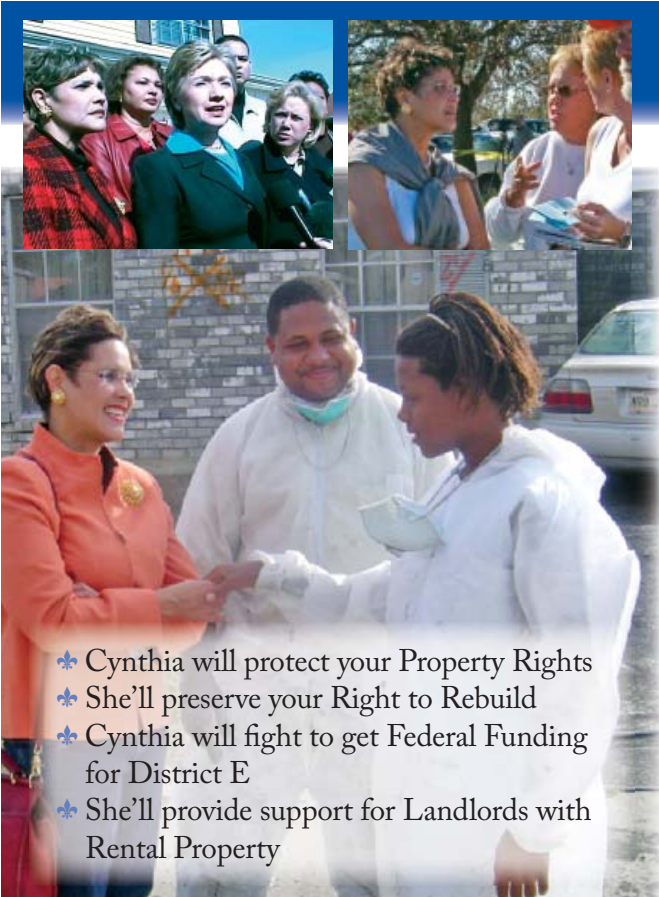 Cynthia will protect your Property Rights
She’ll preserve your Right to Rebuild
Cynthia will fight to get Federal Funding
for District E
She’ll provide support for Landlords with
Rental Property